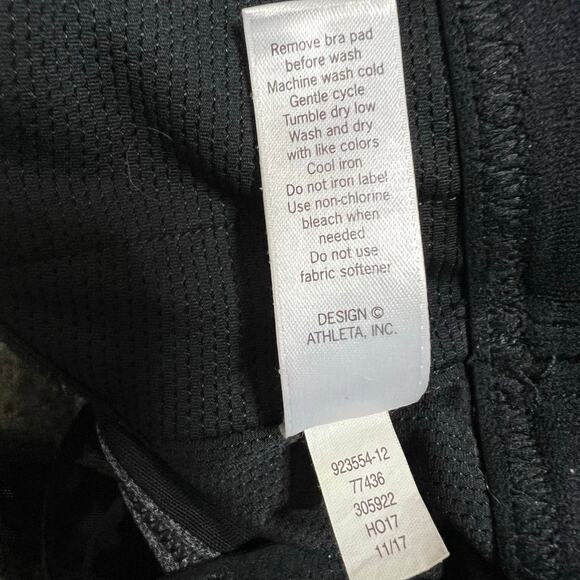 Remove bra pad
before wash
Machine wash cold
Gentle cycle
Tumble dry low
Wash and dry
with like colors
Cool iron
Do not iron label
Use non-chlorine
bleach when
needed
Do not use
fabric softener
DESIGN ©
ATHLETA, INC.
923554-12
77436
305922
HO17
11/17